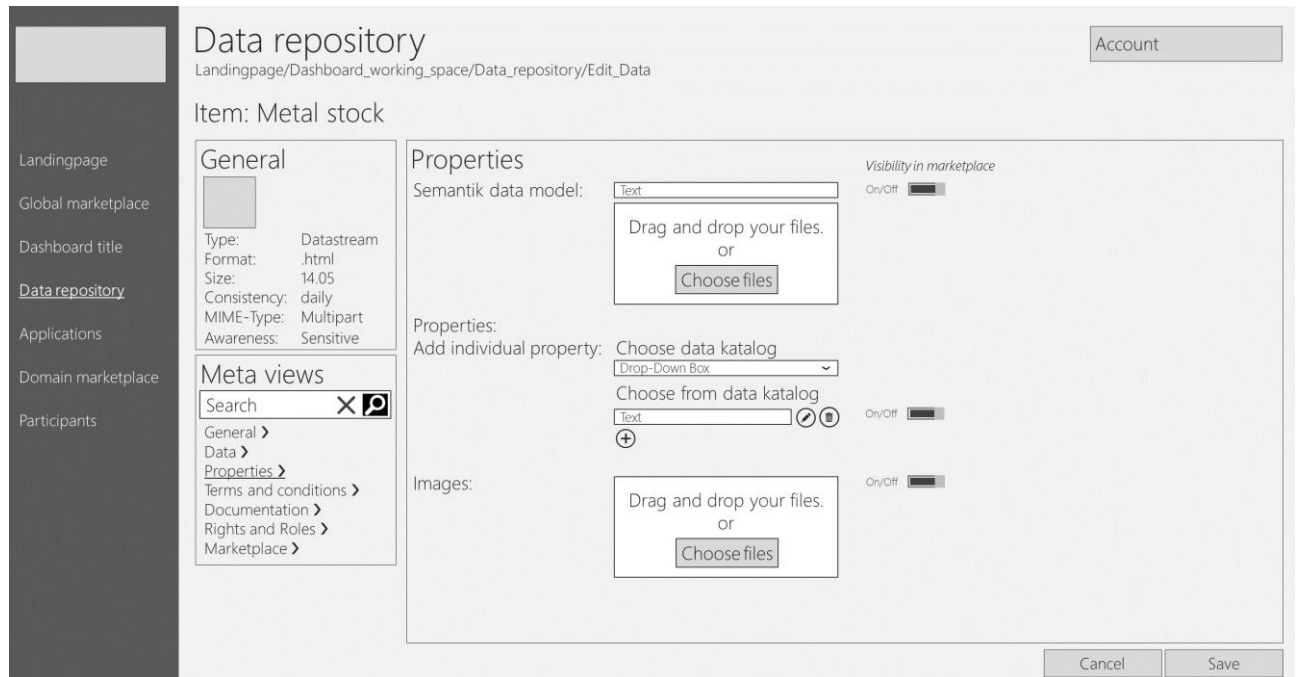 Data repository
Landingpage/Dashboard_working_space/Data_repository/Edit_Data
Account
Item: Metal stock
Landingpage
Global marketplace
Dashboard title
Data repository
Applications
Domain marketplace
Participants
General
Type: Datastream
Format: .html
Size: 14.05
Consistency: daily
MIME-Type: Multipart
Awareness: Sensitive
Meta views
Search
General
Data
Properties
Terms and conditions
Documentation
Rights and Roles
Marketplace
Properties
Visibility in marketplace
Semantik data model: Text On/Off
Drag and drop your files.
or
Choose files
Properties:
Add individual property: Choose data katalog
Drop-Down Box
Choose from data katalog
Text On/Off
Images: On/Off
Drag and drop your files.
or
Choose files
Cancel Save